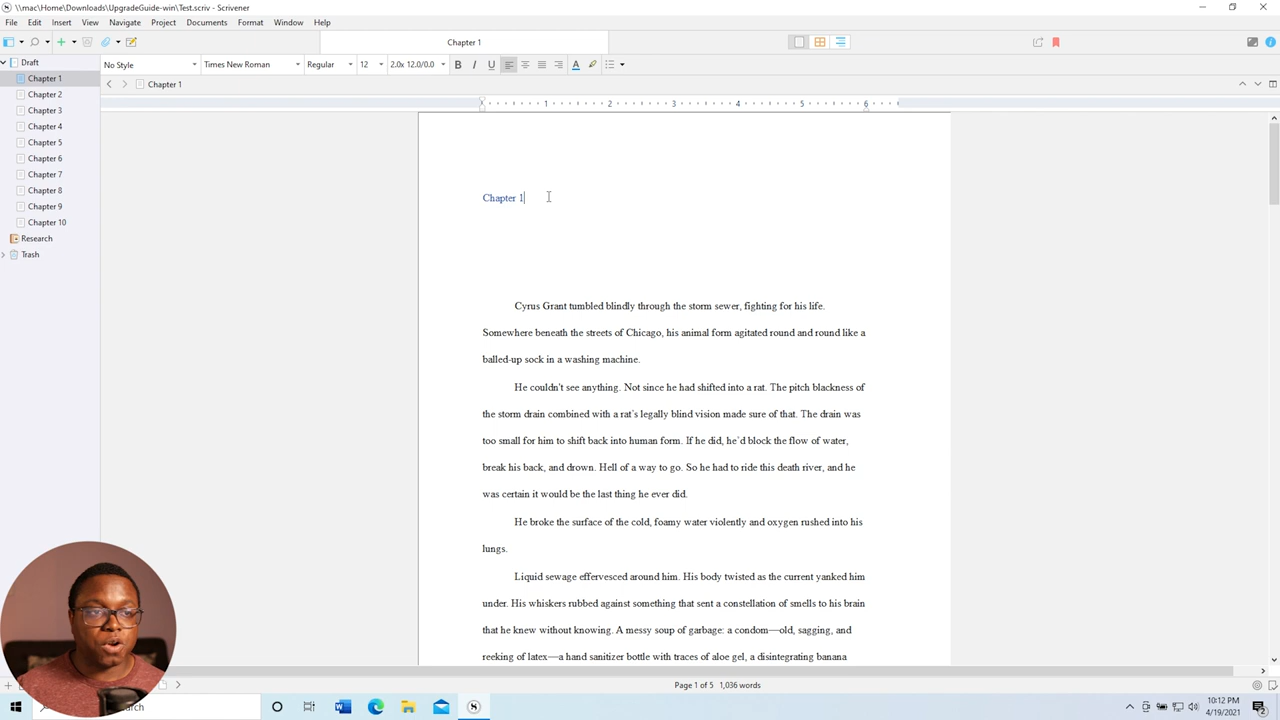 \\mac\Home\Downloads\UpgradeGuide-win\Test.scriv - Scrivener
File Edit Insert View Navigate Project Documents Format Window Help
Chapter 1
No Style Times New Roman Regular 12 2.0x 12.0/0.0 B I U A
Draft
Chapter 1
Chapter 2
Chapter 3
Chapter 4
Chapter 5
Chapter 6
Chapter 7
Chapter 8
Chapter 9
Chapter 10
Research
Trash
Chapter 1
1 2 3 4 5 6
Chapter 1
Cyrus Grant tumbled blindly through the storm sewer, fighting for his life.
Somewhere beneath the streets of Chicago, his animal form agitated round and round like a
balled-up sock in a washing machine.
He couldn't see anything. Not since he had shifted into a rat. The pitch blackness of
the storm drain combined with a rat's legally blind vision made sure of that. The drain was
too small for him to shift back into human form. If he did, he'd block the flow of water,
break his back, and drown. Hell of a way to go. So he had to ride this death river, and he
was certain it would be the last thing he ever did.
He broke the surface of the cold, foamy water violently and oxygen rushed into his
lungs.
Liquid sewage effervesced around him. His body twisted as the current yanked him
under. His whiskers rubbed against something that sent a constellation of smells to his brain
that he knew without knowing. A messy soup of garbage: a condom—old, sagging, and
reeking of latex—a hand sanitizer bottle with traces of aloe gel, a disintegrating banana
Page 1 of 5 1,036 words
10:12 PM
4/19/2021
2